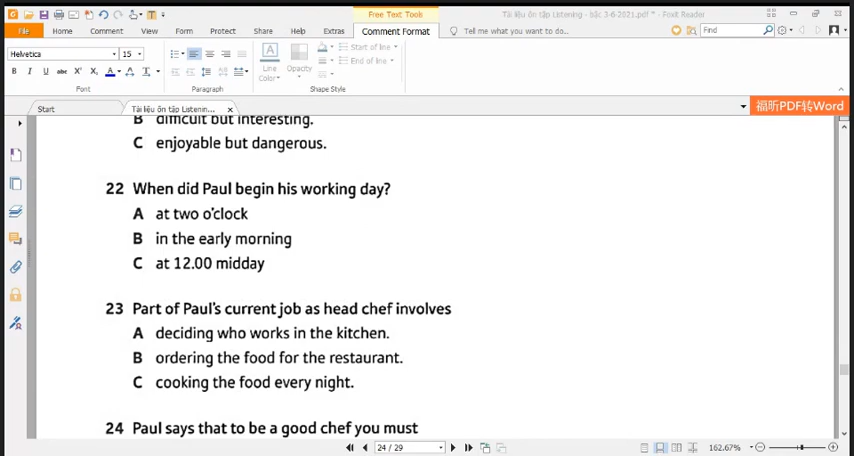 Free Text Tools
Tài liệu ôn tập Listening - bậc 3-6-2021.pdf * - Foxit Reader
File Home Comment View Form Protect Share Help Extras Comment Format Tell me what you want to do... Find
Helvetica 15 Line Color Opacity Start of Line End of Line
Font Paragraph Shape Style
Start Tài liệu ôn tập Listenin... 福昕PDF转Word
B difficult but interesting.
C enjoyable but dangerous.
22 When did Paul begin his working day?
A at two o'clock
B in the early morning
C at 12.00 midday
23 Part of Paul's current job as head chef involves
A deciding who works in the kitchen.
B ordering the food for the restaurant.
C cooking the food every night.
24 Paul says that to be a good chef you must
24 / 29 162.67%